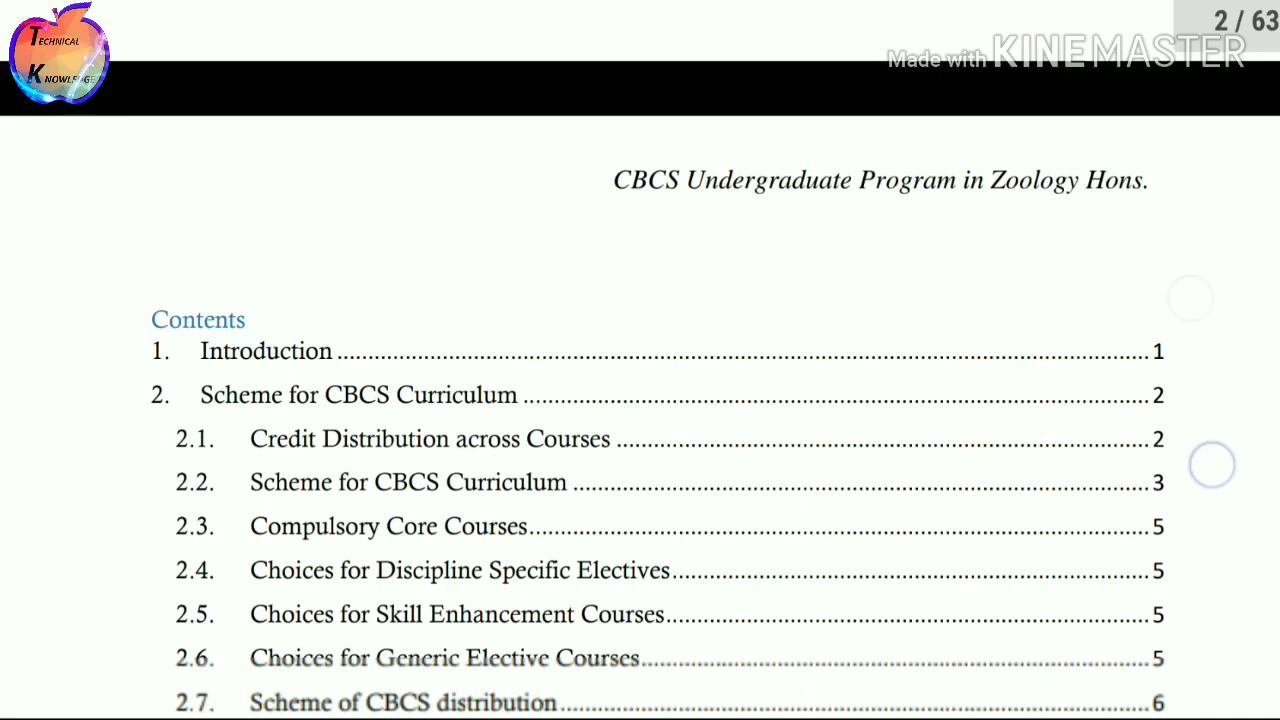 TECHNICAL
KNOWLEDGE
2 / 63
Made with KINEMASTER
CBCS Undergraduate Program in Zoology Hons.
Contents
1. Introduction 1
2. Scheme for CBCS Curriculum 2
2.1. Credit Distribution across Courses 2
2.2. Scheme for CBCS Curriculum 3
2.3. Compulsory Core Courses 5
2.4. Choices for Discipline Specific Electives 5
2.5. Choices for Skill Enhancement Courses 5
2.6. Choices for Generic Elective Courses 5
2.7. Scheme of CBCS distribution 6